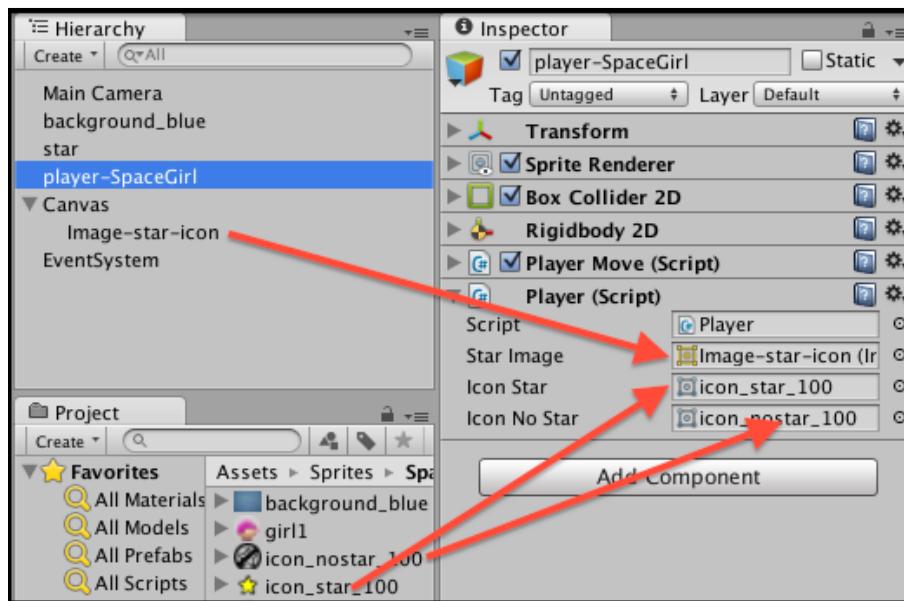 Hierarchy
Create
All
Main Camera
background_blue
star
player-SpaceGirl
Canvas
Image-star-icon
EventSystem
Project
Create
Favorites
All Materials
All Models
All Prefabs
All Scripts
Assets Sprites Spa
background_blue
girl1
icon_nostar_100
icon_star_100
Inspector
player-SpaceGirl Static
Tag Untagged Layer Default
Transform
Sprite Renderer
Box Collider 2D
Rigidbody 2D
Player Move (Script)
Player (Script)
Script Player
Star Image Image-star-icon (Ir
Icon Star icon_star_100
Icon No Star icon_nostar_100
Add Component